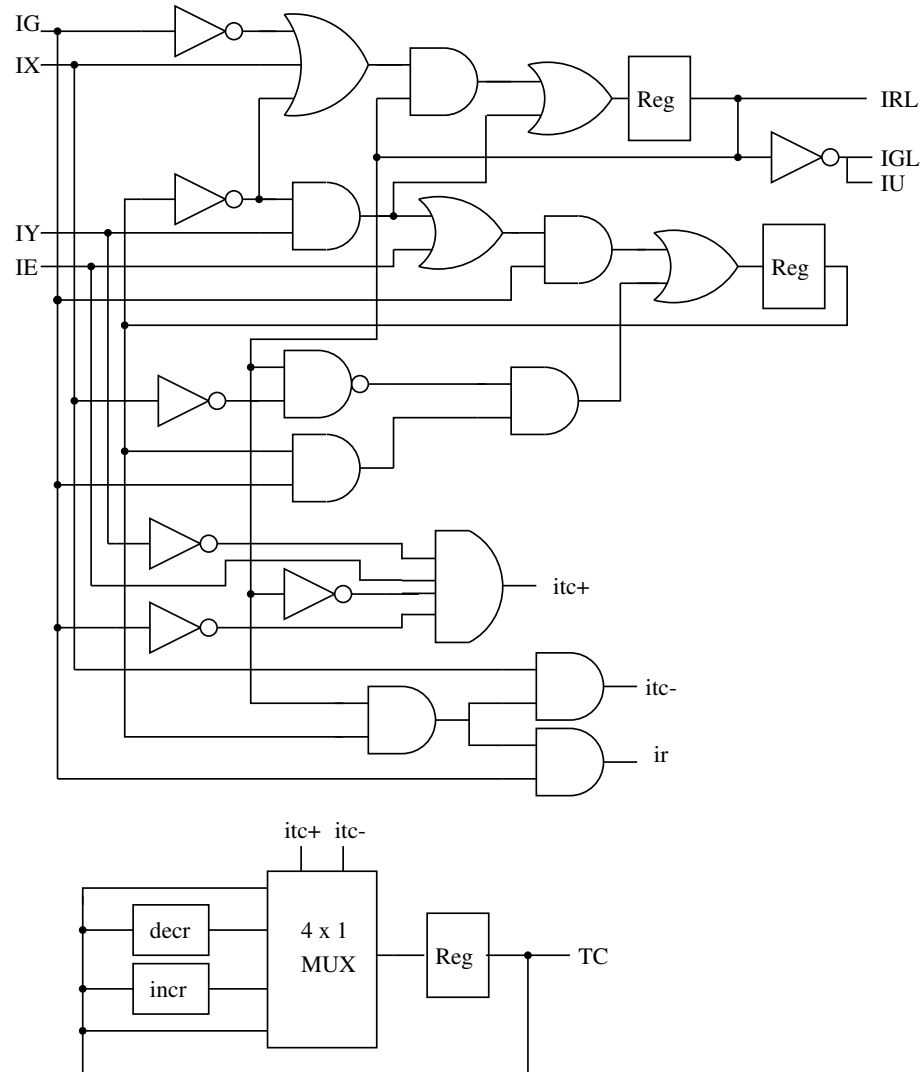 IG
IX
Reg
IRL
IGL
IU
IY
IE
Reg
itc+
itc-
ir
itc+ itc-
decr
4 x 1
MUX
Reg
TC
incr